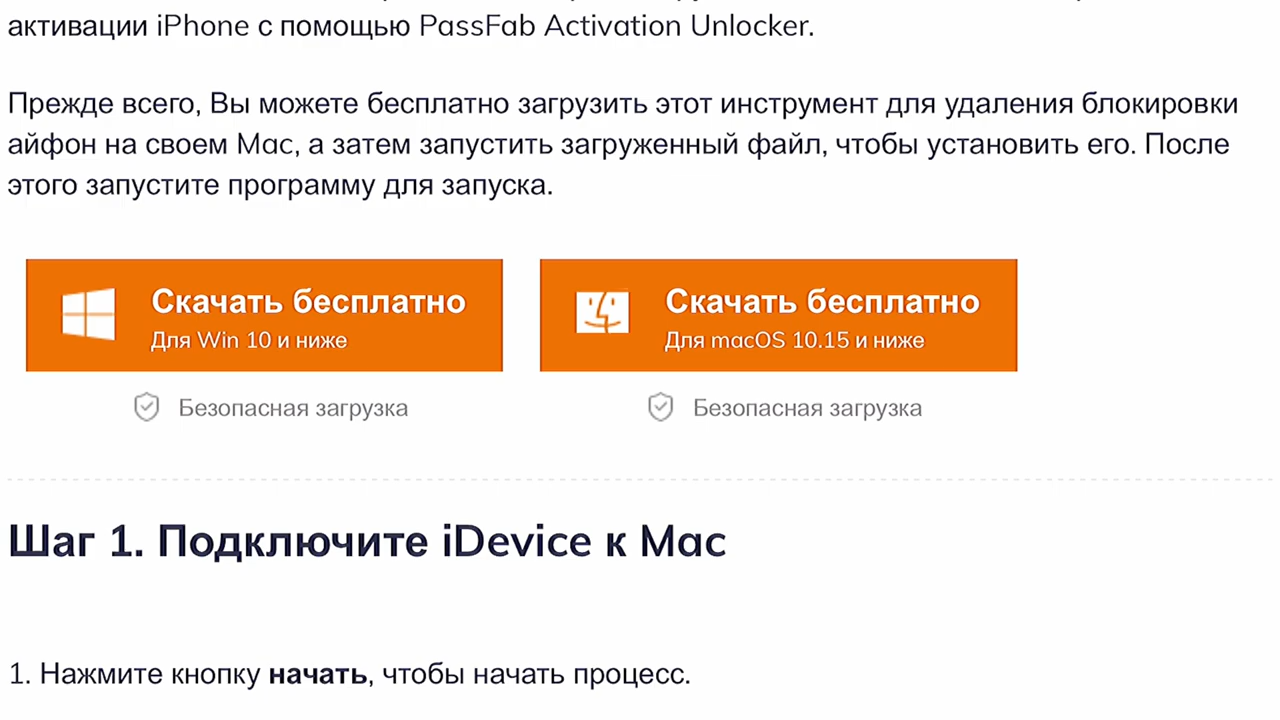 активации iPhone с помощью PassFab Activation Unlocker.
Прежде всего, Вы можете бесплатно загрузить этот инструмент для удаления блокировки
айфон на своем Mac, а затем запустить загруженный файл, чтобы установить его. После
этого запустите программу для запуска.
Скачать бесплатно
Для Win 10 и ниже
Скачать бесплатно
Для macOS 10.15 и ниже
Безопасная загрузка
Безопасная загрузка
Шаг 1. Подключите iDevice к Mac
1. Нажмите кнопку начать, чтобы начать процесс.